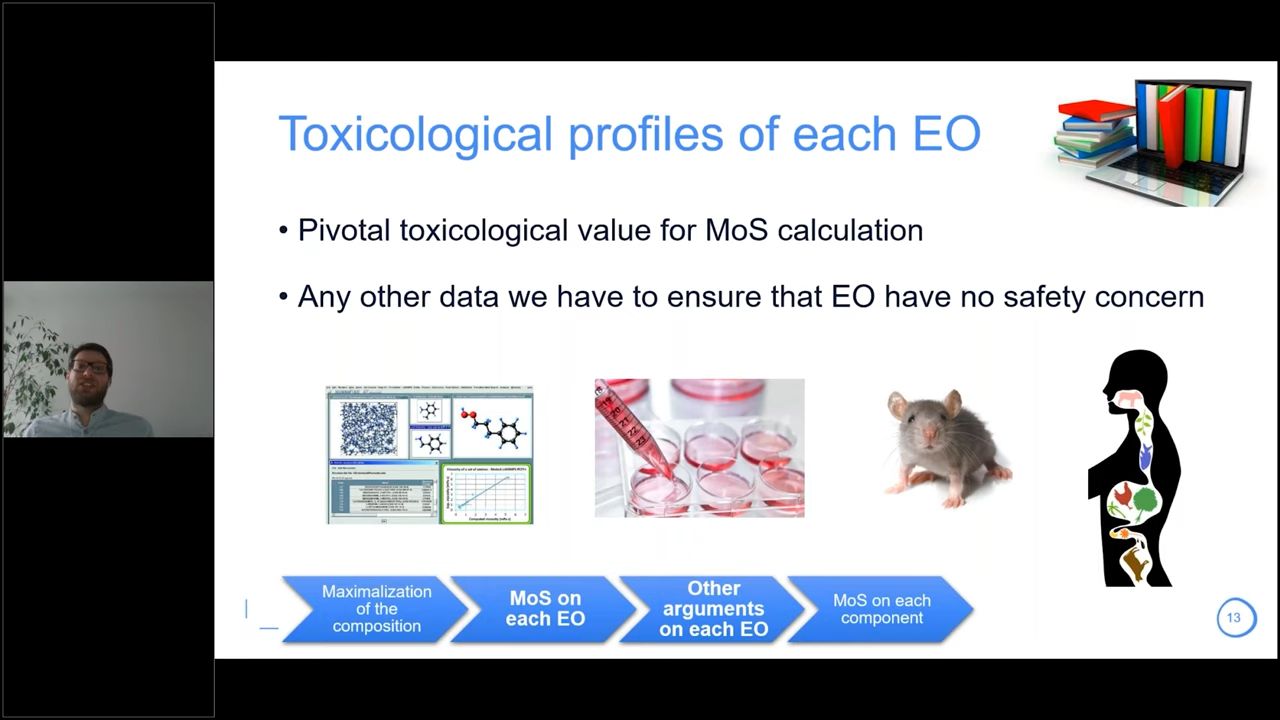 Toxicological profiles of each EO
• Pivotal toxicological value for MoS calculation
• Any other data we have to ensure that EO have no safety concern
Maximalization
of the
composition
MoS on
each EO
Other
arguments
on each EO
MoS on each
component
13